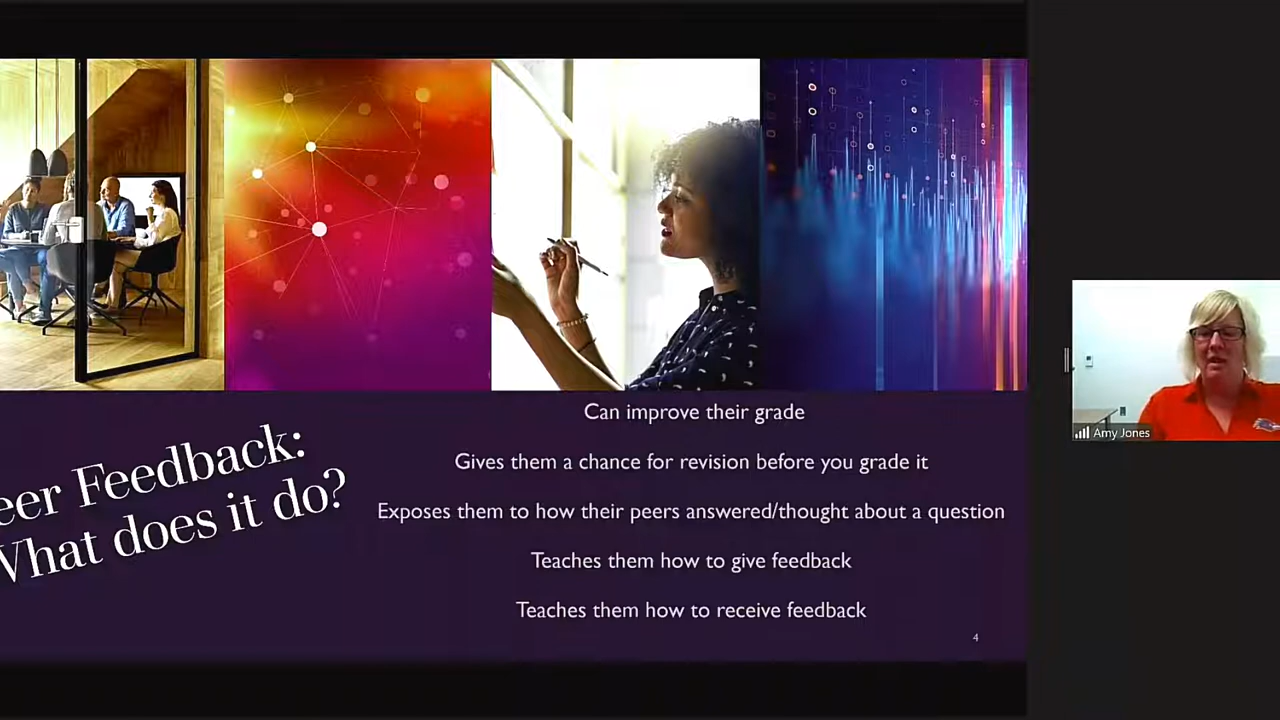 eer Feedback:
What does it do?
Can improve their grade
Gives them a chance for revision before you grade it
Exposes them to how their peers answered/thought about a question
Teaches them how to give feedback
Teaches them how to receive feedback
4
Amy Jones